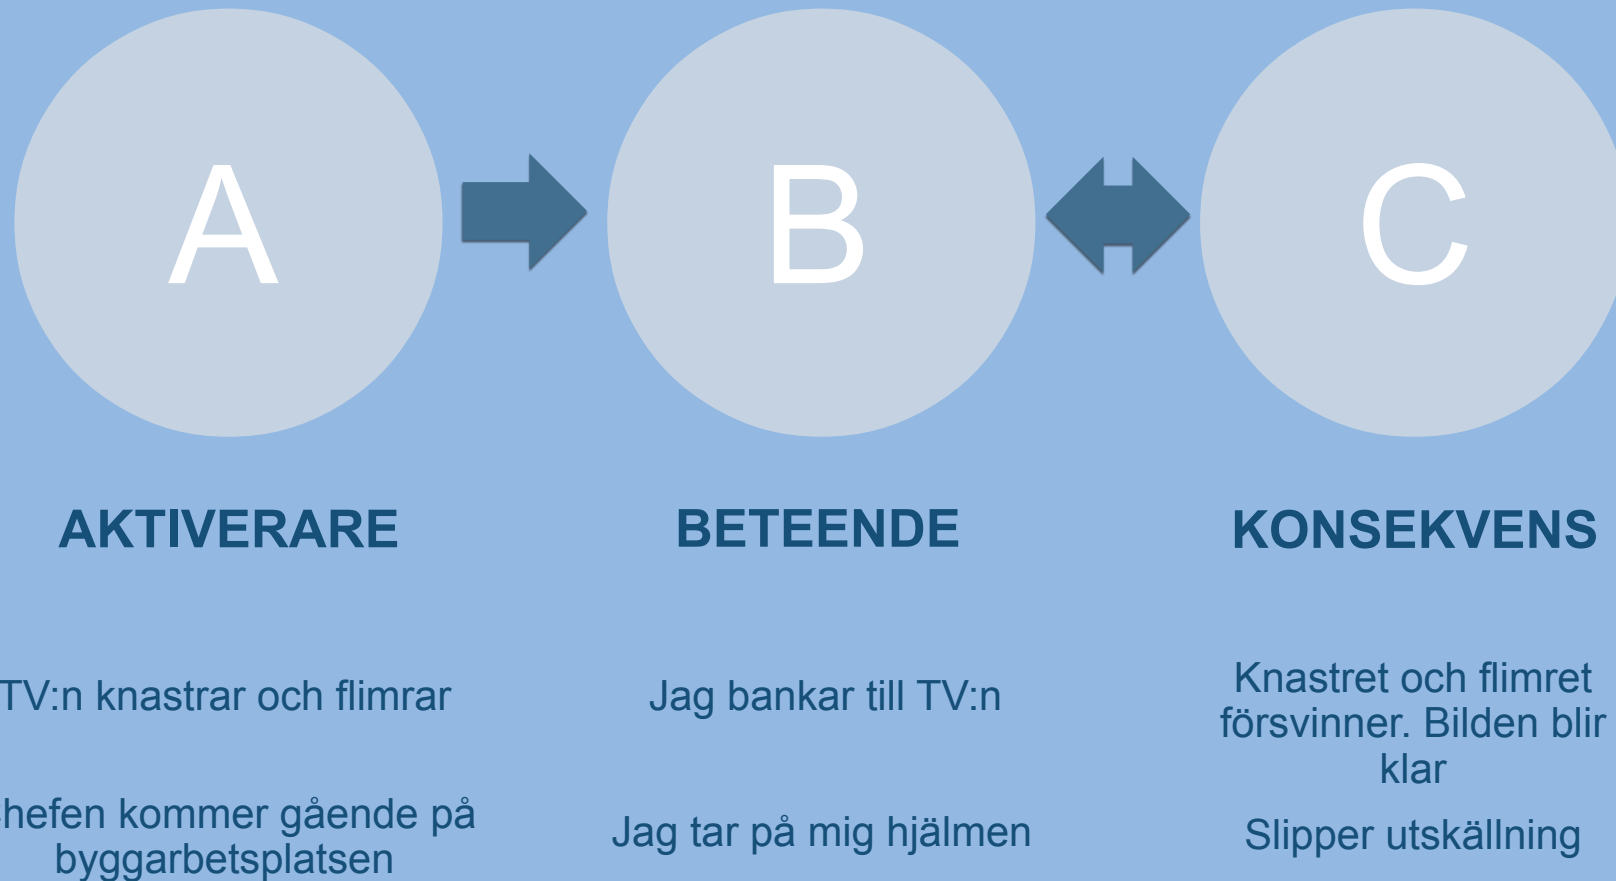 A
B
C
AKTIVERARE
BETEENDE
KONSEKVENS
TV:n knastrar och flimrar
Jag bankar till TV:n
Knastret och flimret
försvinner. Bilden blir
klar
kommer gående på
byggarbetsplatsen
Jag tar på mig hjälmen
Slipper utskällning